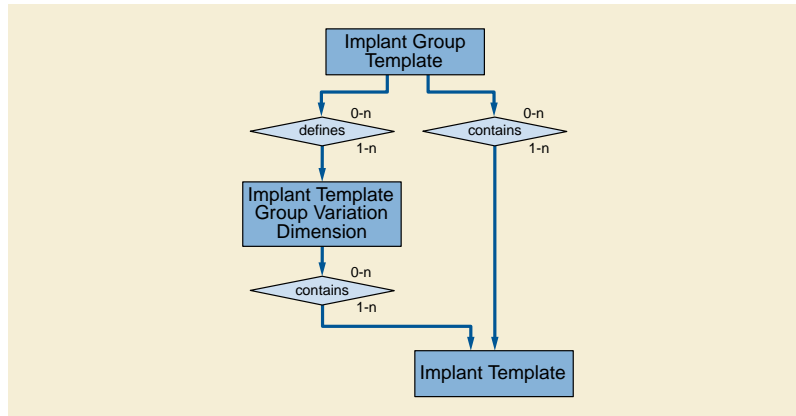 Implant Group
Template
0-n
defines
1-n
0-n
contains
1-n
Implant Template
Group Variation
Dimension
0-n
contains
1-n
Implant Template